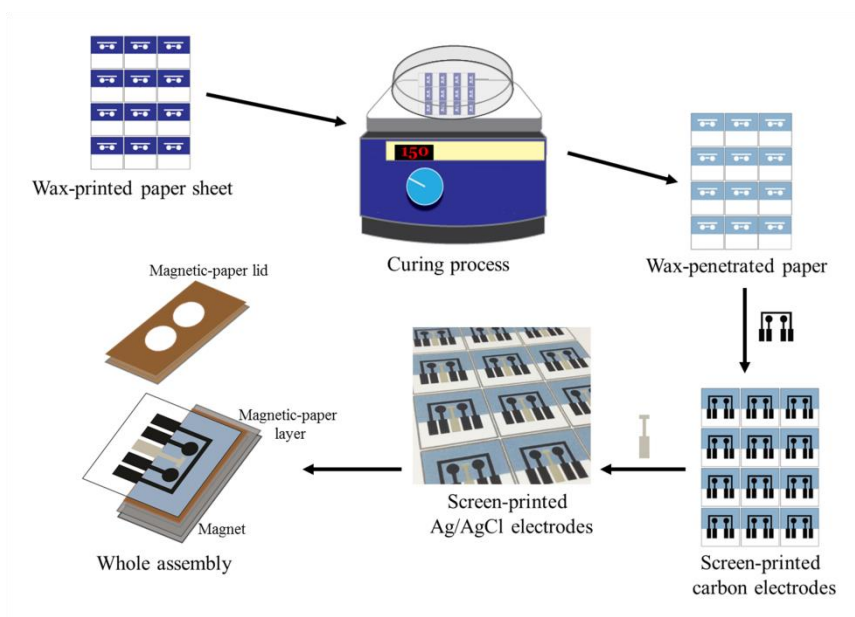 150
Wax-printed paper sheet
Curing process
Wax-penetrated paper
Magnetic-paper lid
Magnetic-paper
layer
Magnet
Whole assembly
Screen-printed
Ag/AgCl electrodes
Screen-printed
carbon electrodes